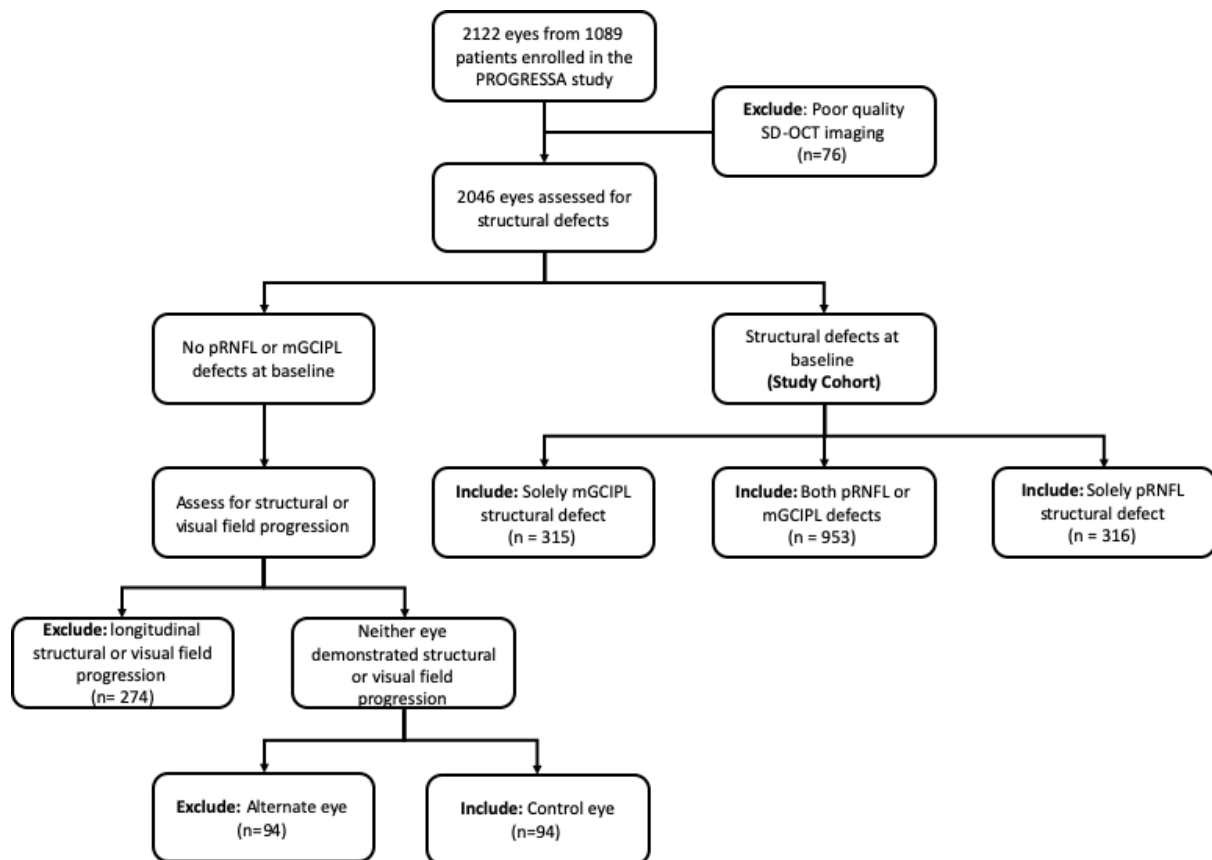 2122 eyes from 1089
patients enrolled in the
PROGRESSA study
Exclude: Poor quality
SD-OCT imaging
(n=76)
2046 eyes assessed for
structural defects
No pRNFL or mGCIPL
defects at baseline
Structural defects at
baseline
(Study Cohort)
Assess for structural or
visual field progression
Include: Solely mGCIPL
structural defect
(n = 315)
Include: Both pRNFL or
mGCIPL defects
(n = 953)
Include: Solely pRNFL
structural defect
(n = 316)
Exclude: longitudinal
structural or visual field
progression
(n= 274)
Neither eye
demonstrated structural
or visual field
progression
Exclude: Alternate eye
(n=94)
Include: Control eye
(n=94)